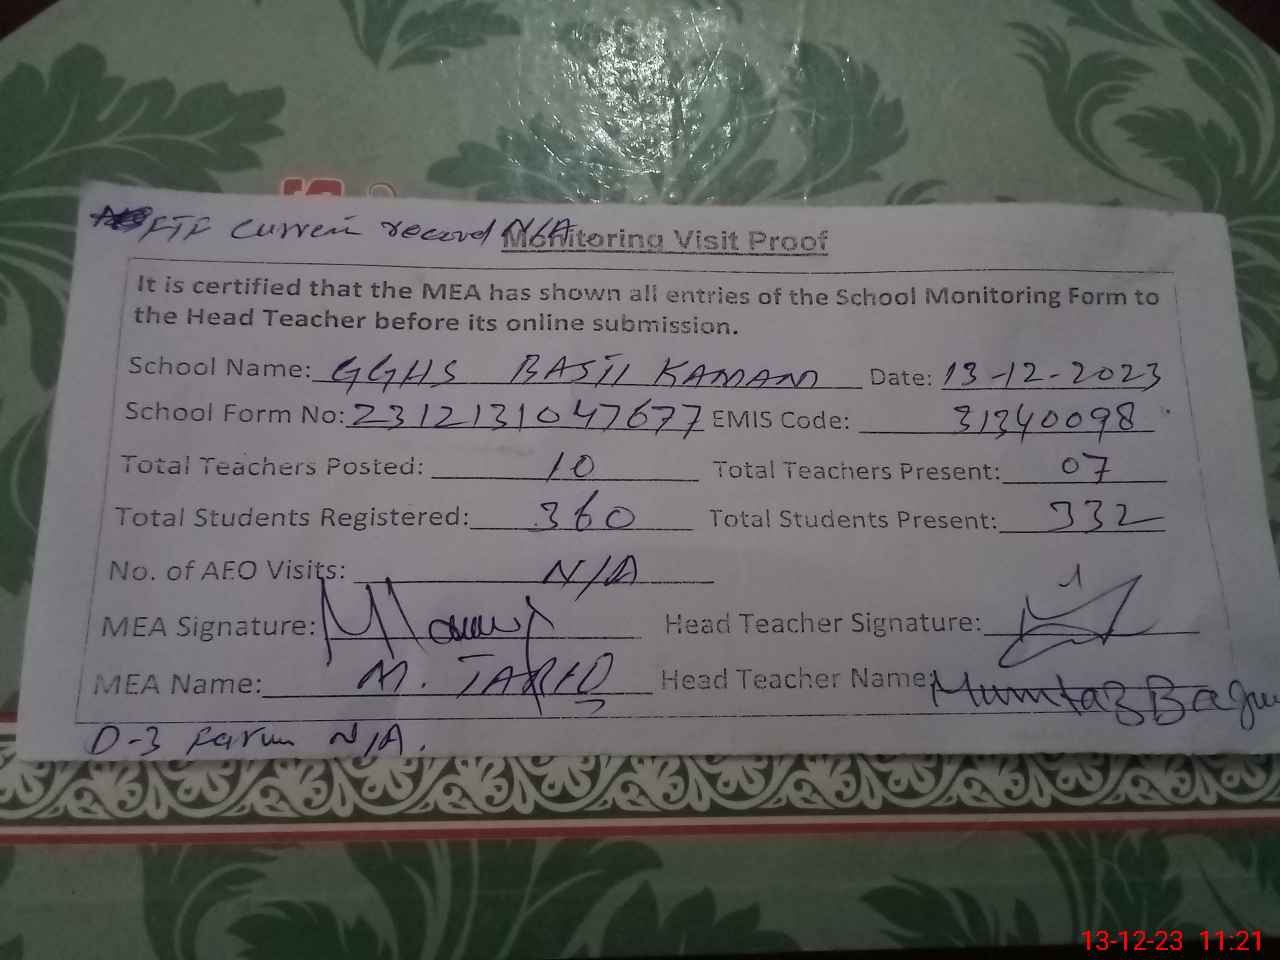 FTF Current record N/A
Monitoring Visit Proof
It is certified that the MEA has shown all entries of the School Monitoring Form to
the Head Teacher before its online submission.
School Name: GGHS BASTI KAMAM Date: 13-12-2023
School Form No: 2312131047677 EMIS Code: 31340098
Total Teachers Posted: 10 Total Teachers Present: 07
Total Students Registered: 360 Total Students Present: 332
No. of AEO Visits: N/A
MEA Signature: Head Teacher Signature:
MEA Name: M. TARIQ Head Teacher Name: Mumtaz
D-3 Farum N/A.
13-12-23 11:21